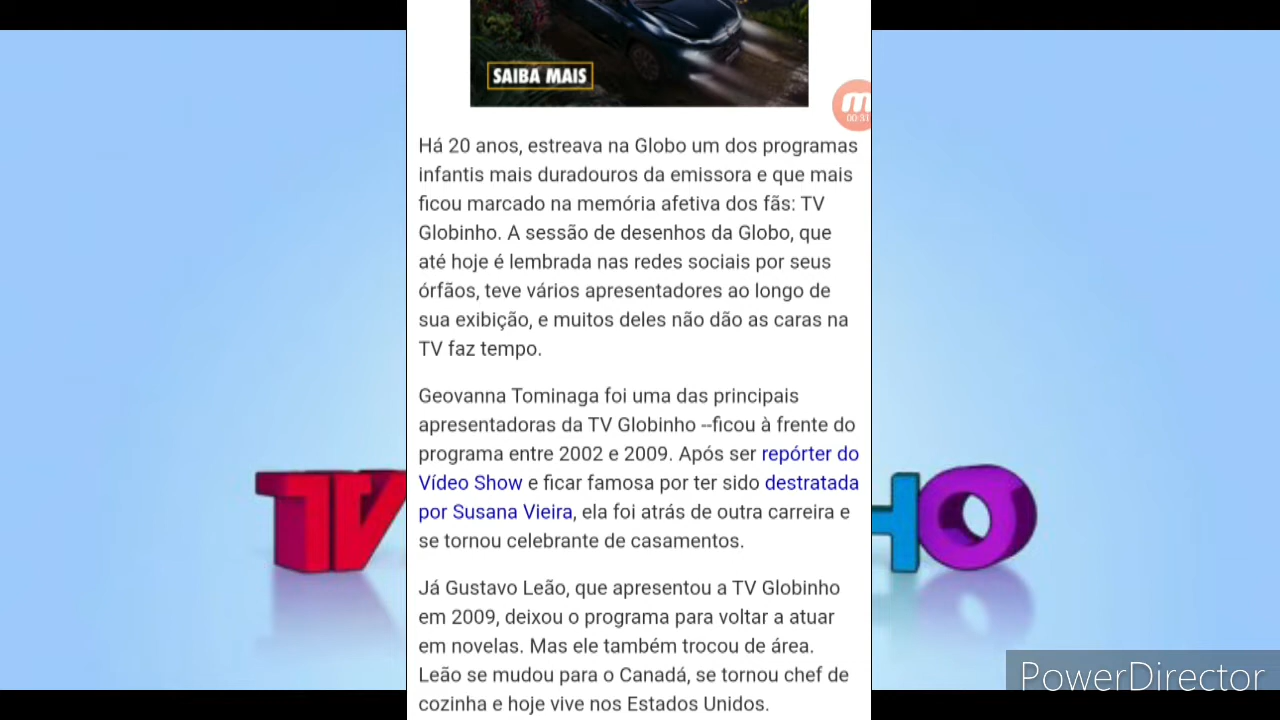 SAIBA MAIS
00:31
Há 20 anos, estreava na Globo um dos programas
infantis mais duradouros da emissora e que mais
ficou marcado na memória afetiva dos fãs: TV
Globinho. A sessão de desenhos da Globo, que
até hoje é lembrada nas redes sociais por seus
órfãos, teve vários apresentadores ao longo de
sua exibição, e muitos deles não dão as caras na
TV faz tempo.
Geovanna Tominaga foi uma das principais
apresentadoras da TV Globinho --ficou à frente do
programa entre 2002 e 2009. Após ser repórter do
Vídeo Show e ficar famosa por ter sido destratada
por Susana Vieira, ela foi atrás de outra carreira e
se tornou celebrante de casamentos.
TV HO
Já Gustavo Leão, que apresentou a TV Globinho
em 2009, deixou o programa para voltar a atuar
em novelas. Mas ele também trocou de área.
Leão se mudou para o Canadá, se tornou chef de
cozinha e hoje vive nos Estados Unidos.
PowerDirector